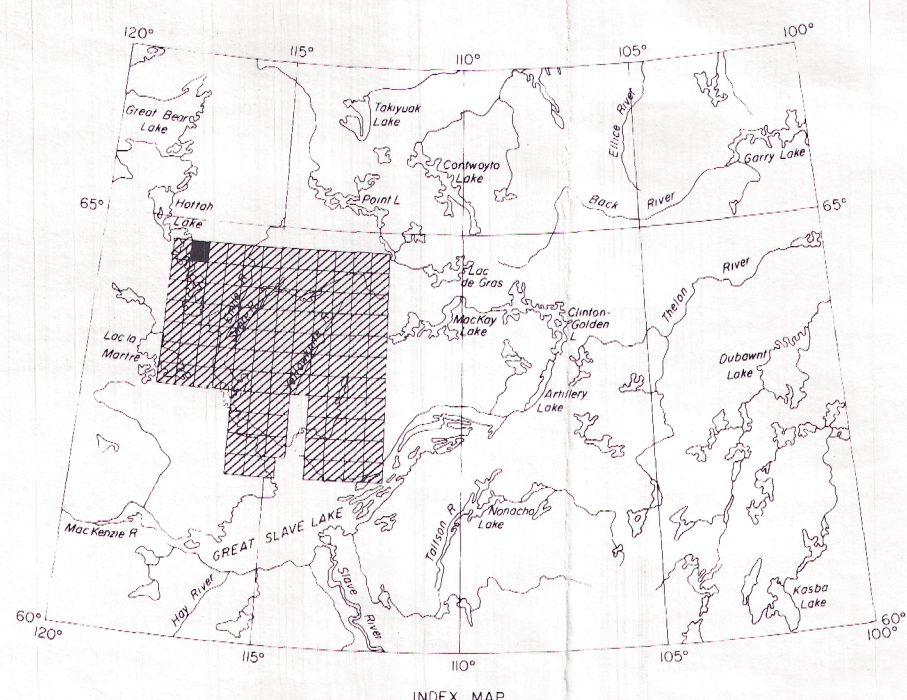 120°
115°
110°
105°
100°
Great Bear
Lake
Takiyuak
Lake
Ellice River
Garry Lake
Contwoyto
Lake
Point L
Back River
65°
Hottah
Lake
65°
Lac
de Gras
Thelon River
MacKay
Lake
Clinton-
Golden
L
Lac la
Martre
Dubawnt
Lake
Artillery
Lake
MacKenzie R
GREAT SLAVE LAKE
Taltson R
Nonacho
Lake
Hay River
Slave River
Kasba
Lake
60°
120°
115°
110°
105°
60°
100°
INDEX MAP